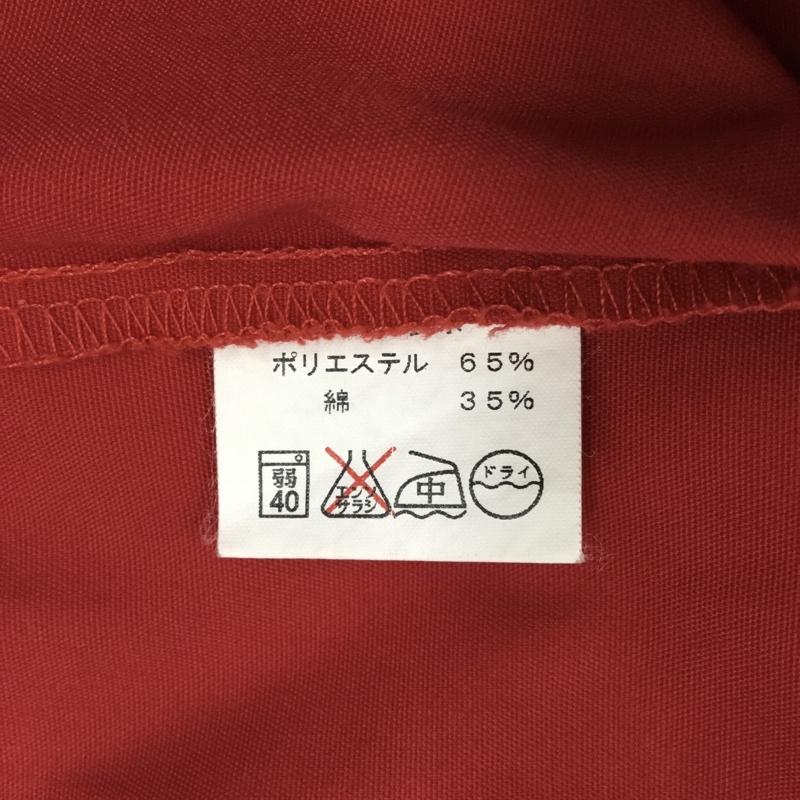 ポリエステル 65%
綿 35%
弱
40
エンソ
サラシ
中
ドライ